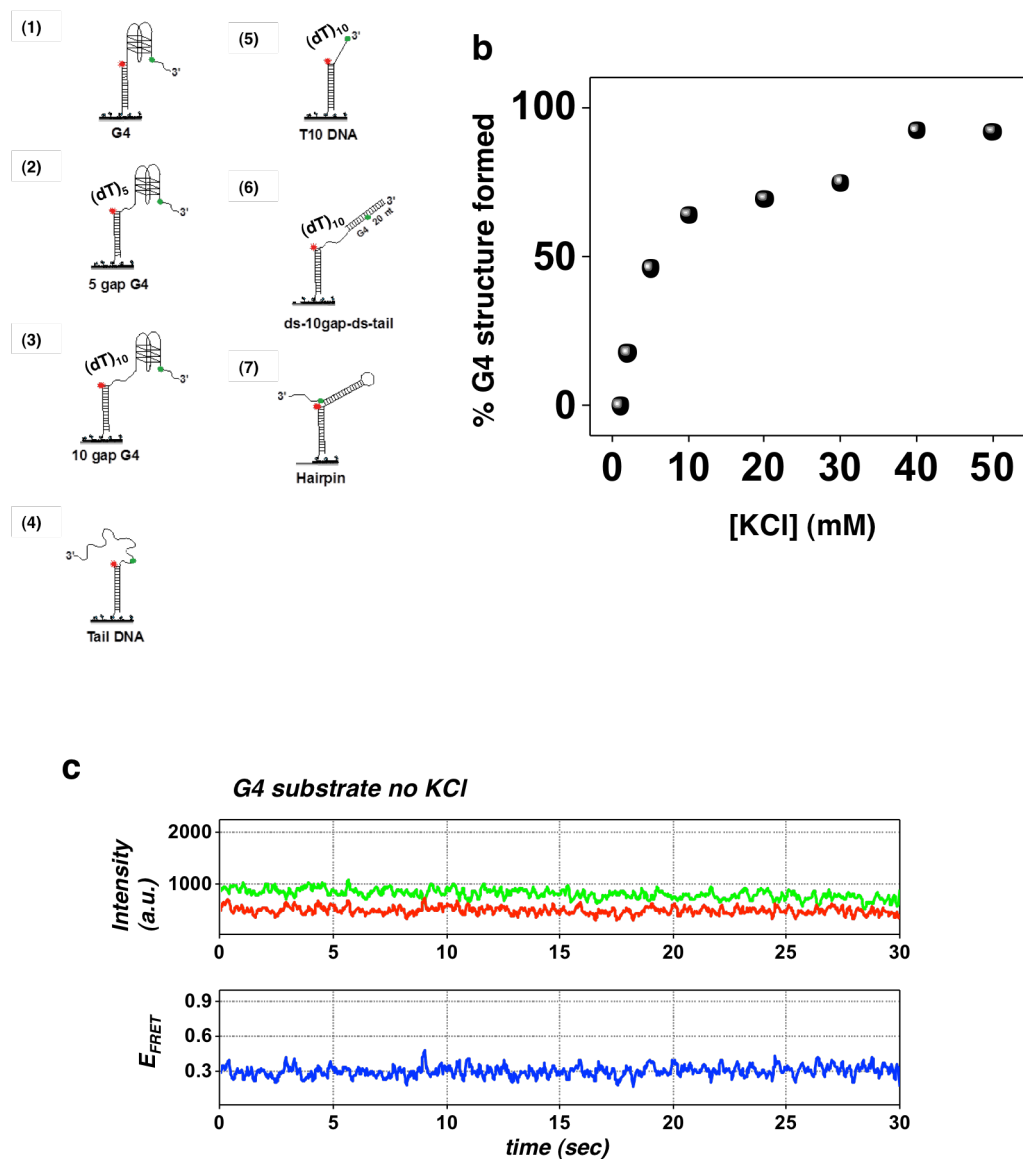 (1)
3'
G4
(2)
(dT)5
3'
5 gap G4
(3)
(dT)10
3'
10 gap G4
(4)
3'
Tail DNA
(5)
(dT)10
3'
T10 DNA
(6)
(dT)10
3'
G4 20 nt
ds-10gap-ds-tail
(7)
3'
Hairpin
b
% G4 structure formed
100
50
0
0 10 20 30 40 50
[KCl] (mM)
c
G4 substrate no KCl
Intensity
(a.u.)
2000
1000
0 5 10 15 20 25 30
EFRET
0.9
0.6
0.3
0 5 10 15 20 25 30
time (sec)